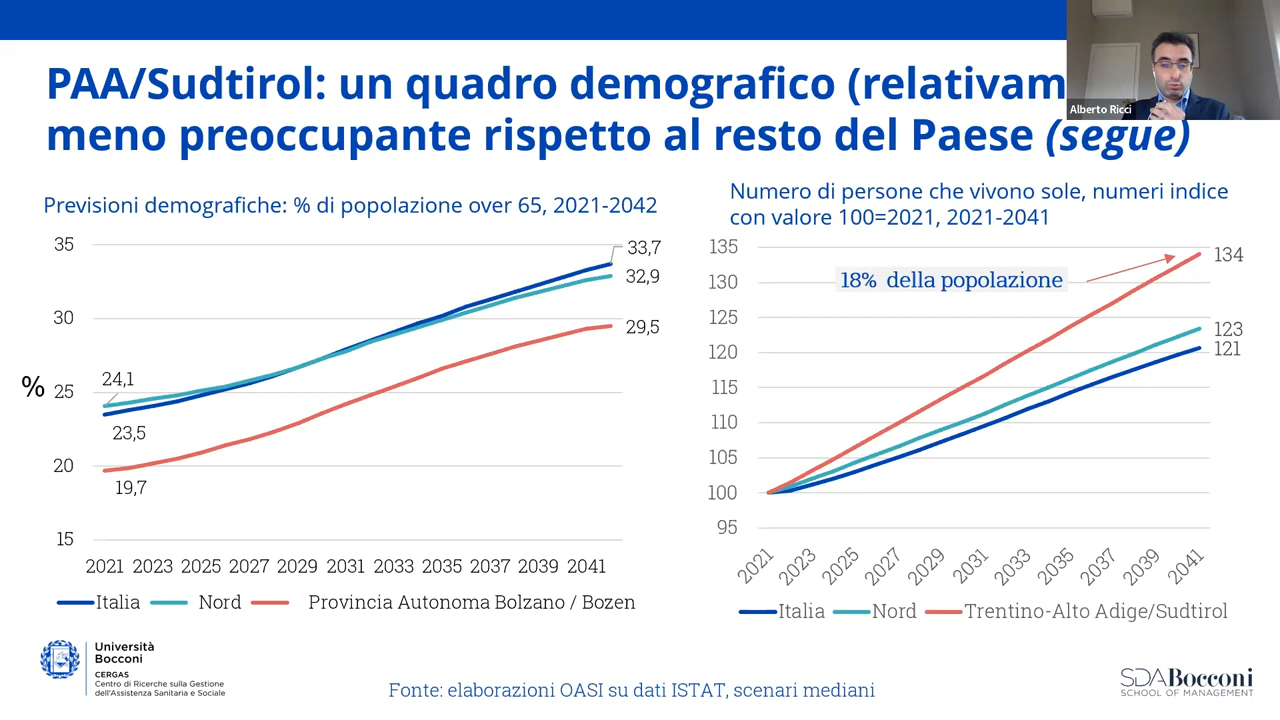 PAA/Sudtirol: un quadro demografico (relativam
meno preoccupante rispetto al resto del Paese (segue)
Alberto Ricci
Previsioni demografiche: % di popolazione over 65, 2021-2042
35
30
25
20
15
%
24,1
23,5
19,7
33,7
32,9
29,5
2021 2023 2025 2027 2029 2031 2033 2035 2037 2039 2041
Italia Nord Provincia Autonoma Bolzano / Bozen
Numero di persone che vivono sole, numeri indice
con valore 100=2021, 2021-2041
135
130
125
120
115
110
105
100
95
18% della popolazione
134
123
121
2021 2023 2025 2027 2029 2031 2033 2035 2037 2039 2041
Italia Nord Trentino-Alto Adige/Sudtirol
Università
Bocconi
CERGAS
Centro di Ricerche sulla Gestione
dell'Assistenza Sanitaria e Sociale
Fonte: elaborazioni OASI su dati ISTAT, scenari mediani
SDA Bocconi
SCHOOL OF MANAGEMENT